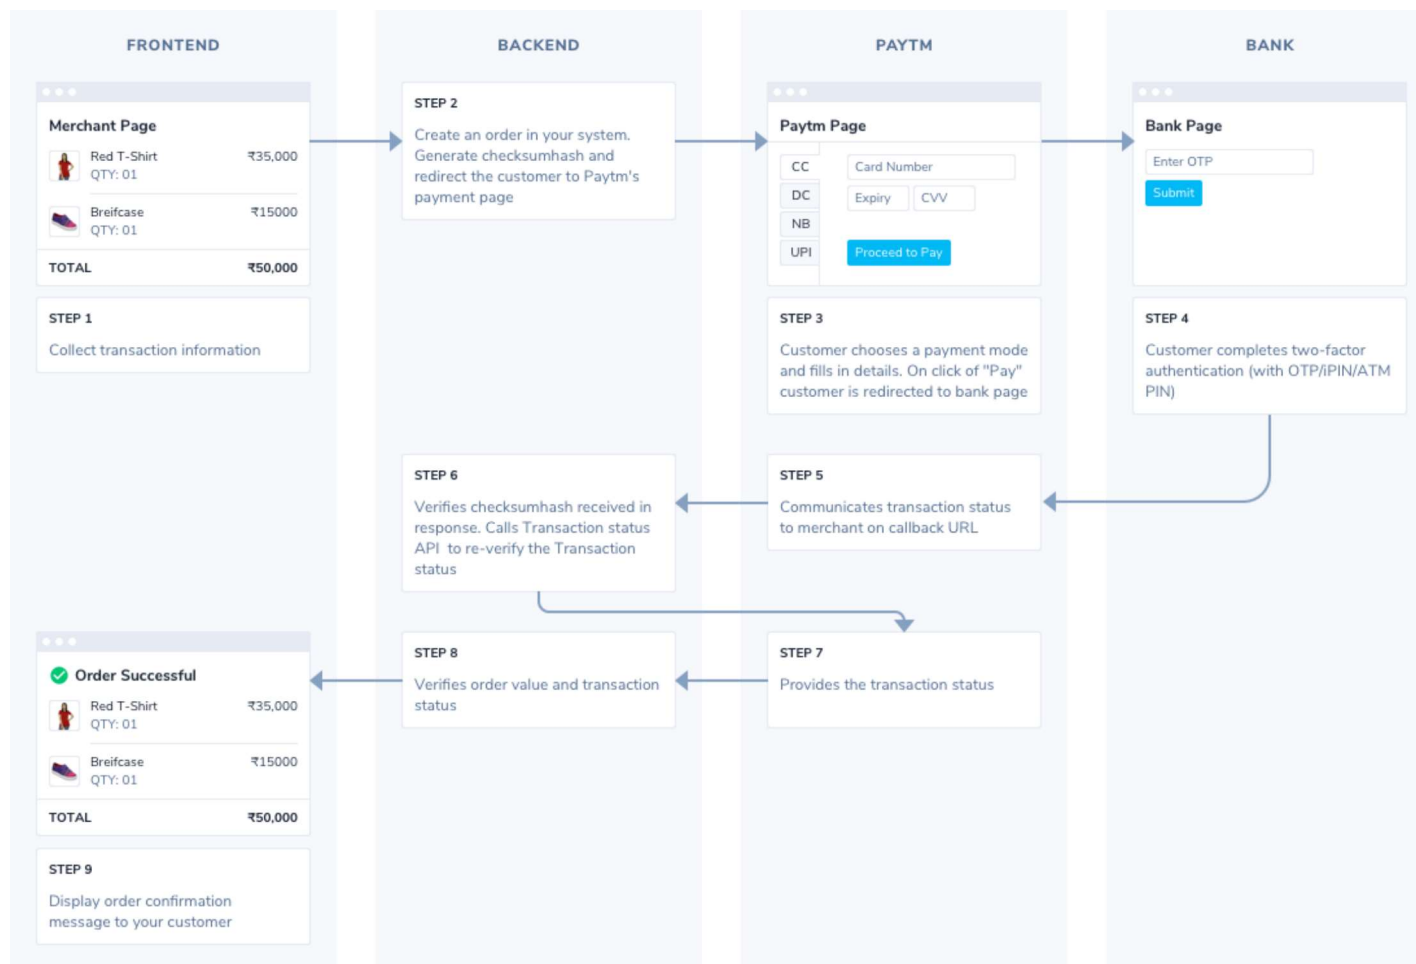 FRONTEND
BACKEND
PAYTM
BANK
Merchant Page
Red T-Shirt ₹35,000
QTY: 01
Breifcase ₹15000
QTY: 01
TOTAL ₹50,000
STEP 1
Collect transaction information
STEP 2
Create an order in your system.
Generate checksumhash and
redirect the customer to Paytm's
payment page
Paytm Page
CC
DC
NB
UPI
Card Number
Expiry CVV
Proceed to Pay
STEP 3
Customer chooses a payment mode
and fills in details. On click of "Pay"
customer is redirected to bank page
Bank Page
Enter OTP
Submit
STEP 4
Customer completes two-factor
authentication (with OTP/iPIN/ATM
PIN)
STEP 5
Communicates transaction status
to merchant on callback URL
STEP 6
Verifies checksumhash received in
response. Calls Transaction status
API to re-verify the Transaction
status
STEP 7
Provides the transaction status
STEP 8
Verifies order value and transaction
status
Order Successful
Red T-Shirt ₹35,000
QTY: 01
Breifcase ₹15000
QTY: 01
TOTAL ₹50,000
STEP 9
Display order confirmation
message to your customer